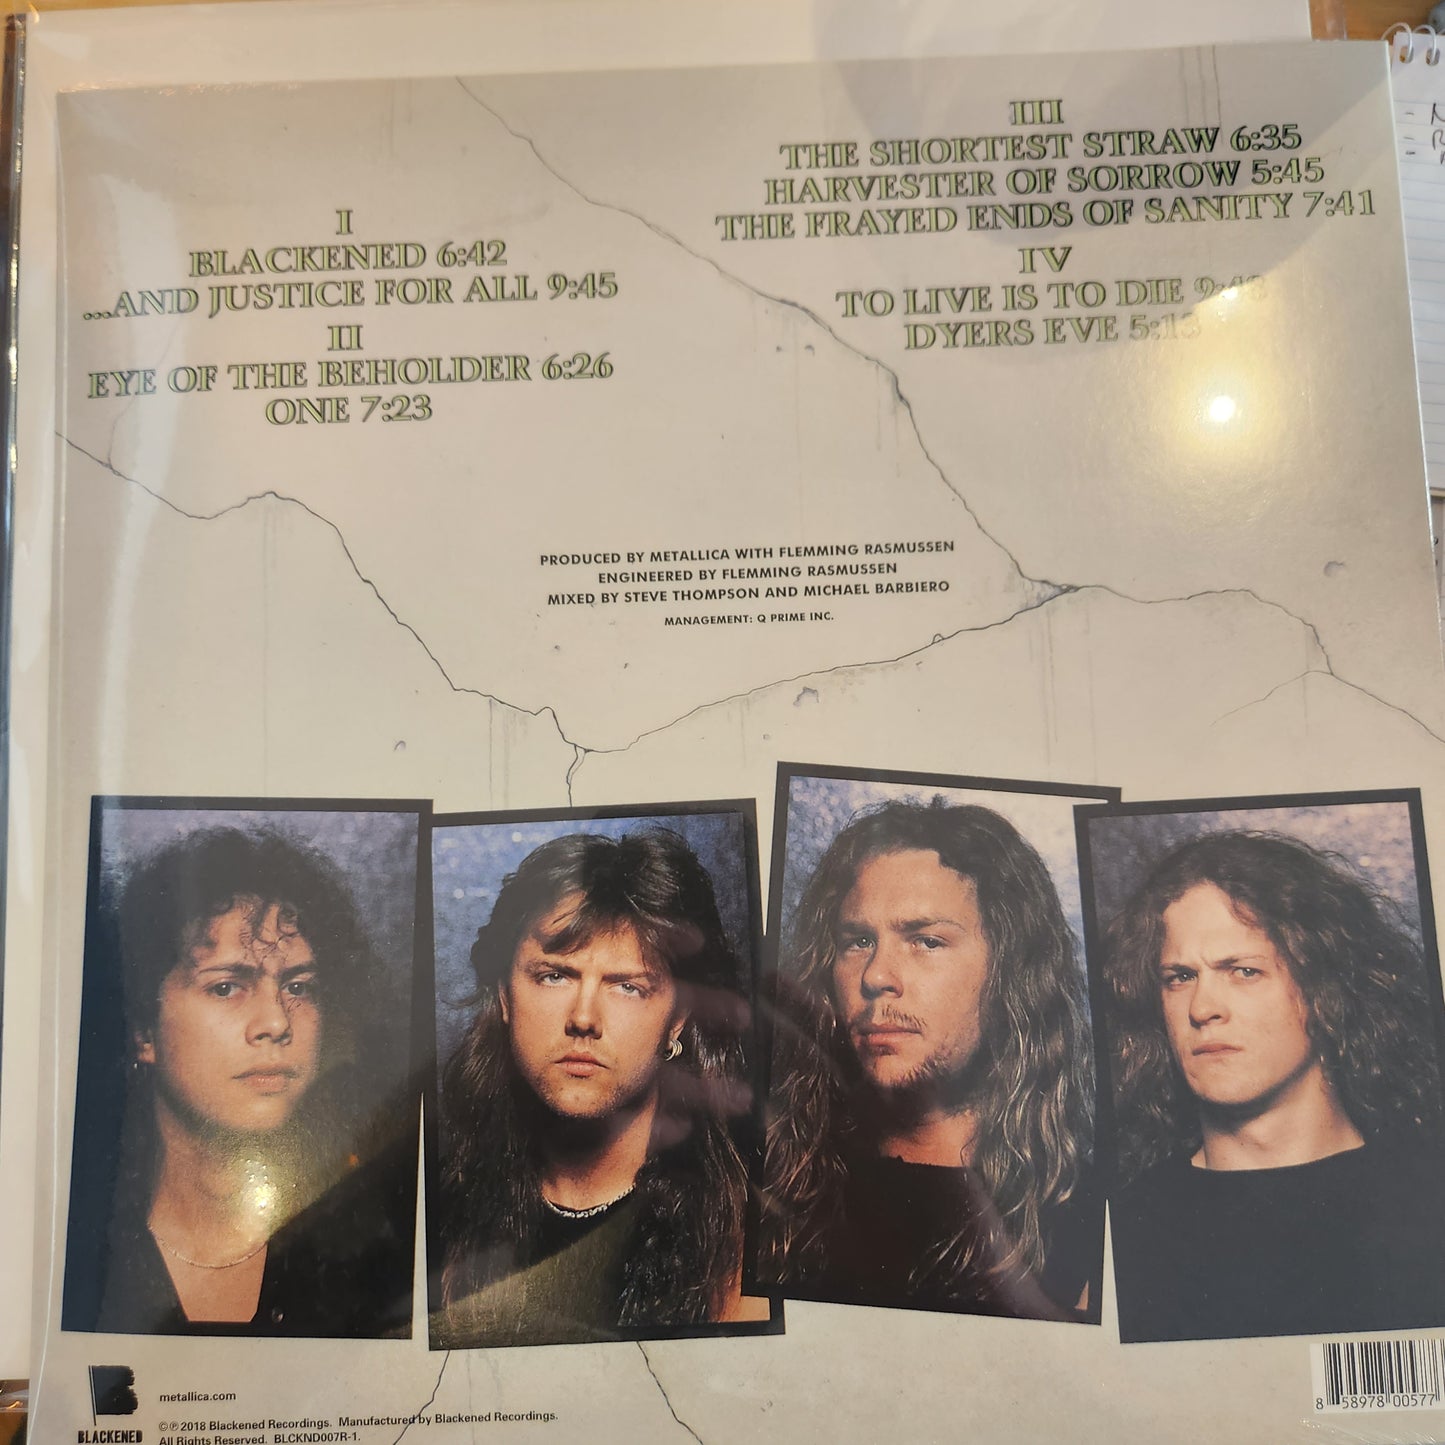 I
BLACKENED 6:42
...AND JUSTICE FOR ALL 9:45
II
EYE OF THE BEHOLDER 6:26
ONE 7:23
III
THE SHORTEST STRAW 6:35
HARVESTER OF SORROW 5:45
THE FRAYED ENDS OF SANITY 7:41
IV
TO LIVE IS TO DIE
DYERS EVE
PRODUCED BY METALLICA WITH FLEMMING RASMUSSEN
ENGINEERED BY FLEMMING RASMUSSEN
MIXED BY STEVE THOMPSON AND MICHAEL BARBIERO
MANAGEMENT: Q PRIME INC.
BLACKENED
metallica.com
©℗2018 Blackened Recordings. Manufactured by Blackened Recordings.
All Rights Reserved. BLCKND007R-1.
8 58978 00577